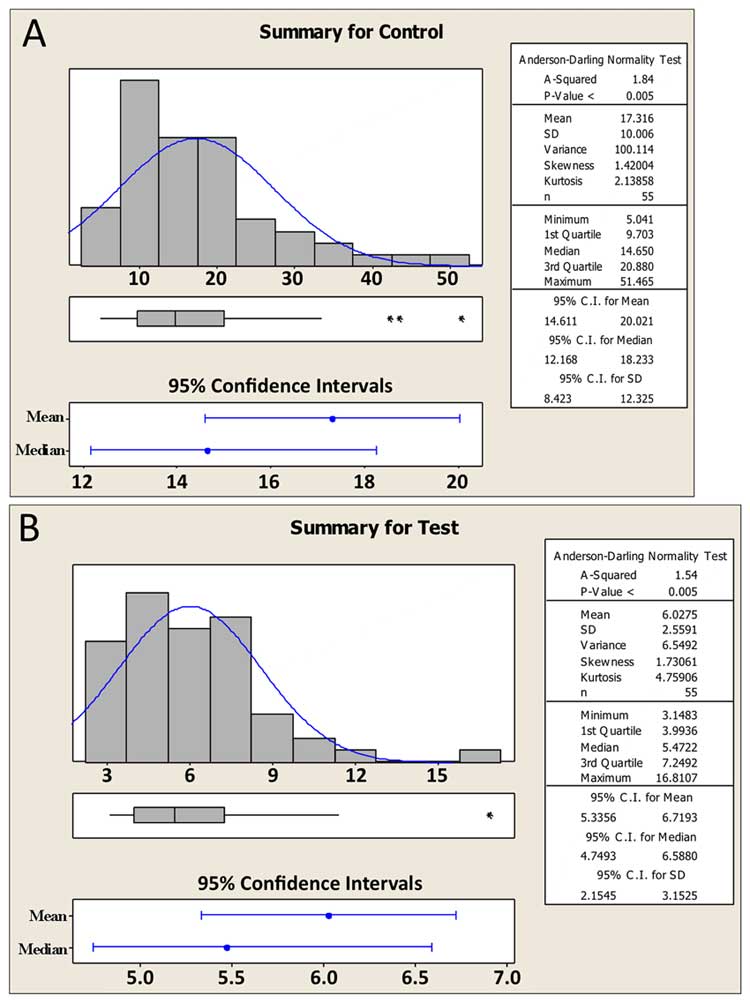 A
Summary for Control
Anderson-Darling Normality Test
A-Squared 1.84
P-Value < 0.005
Mean 17.316
SD 10.006
Variance 100.114
Skewness 1.42004
Kurtosis 2.13858
n 55
Minimum 5.041
1st Quartile 9.703
Median 14.650
3rd Quartile 20.880
Maximum 51.465
95% C.I. for Mean
14.611 20.021
95% C.I. for Median
12.168 18.233
95% C.I. for SD
8.423 12.325
10 20 30 40 50
95% Confidence Intervals
Mean
Median
12 14 16 18 20
B
Summary for Test
Anderson-Darling Normality Test
A-Squared 1.54
P-Value < 0.005
Mean 6.0275
SD 2.5591
Variance 6.5492
Skewness 1.73061
Kurtosis 4.75906
n 55
Minimum 3.1483
1st Quartile 3.9936
Median 5.4722
3rd Quartile 7.2492
Maximum 16.8107
95% C.I. for Mean
5.3356 6.7193
95% C.I. for Median
4.7493 6.5880
95% C.I. for SD
2.1545 3.1525
3 6 9 12 15
95% Confidence Intervals
Mean
Median
5.0 5.5 6.0 6.5 7.0